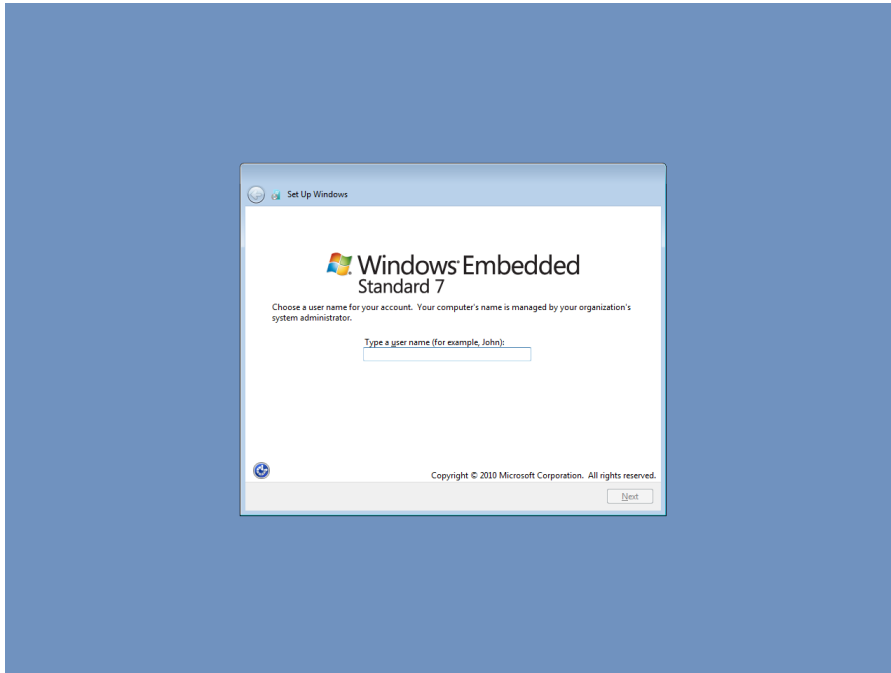 Set Up Windows
Windows® Embedded
Standard 7
Choose a user name for your account. Your computer's name is managed by your organization's
system administrator.
Type a user name (for example, John):
Copyright © 2010 Microsoft Corporation. All rights reserved.
Next